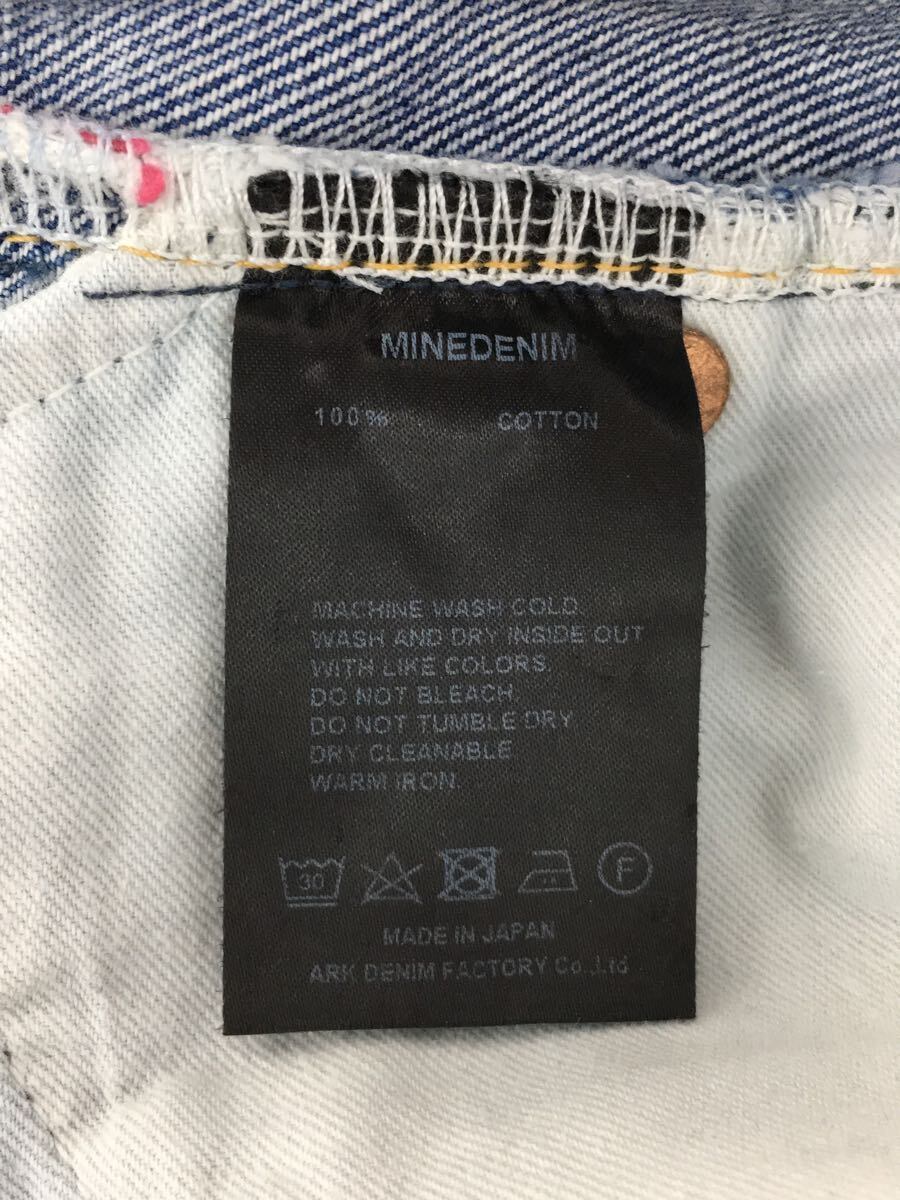 MINEDENIM
100% COTTON
MACHINE WASH COLD.
WASH AND DRY INSIDE OUT
WITH LIKE COLORS.
DO NOT BLEACH.
DO NOT TUMBLE DRY.
DRY CLEANABLE
WARM IRON.
30 F
MADE IN JAPAN
ARK DENIM FACTORY Co.,Ltd